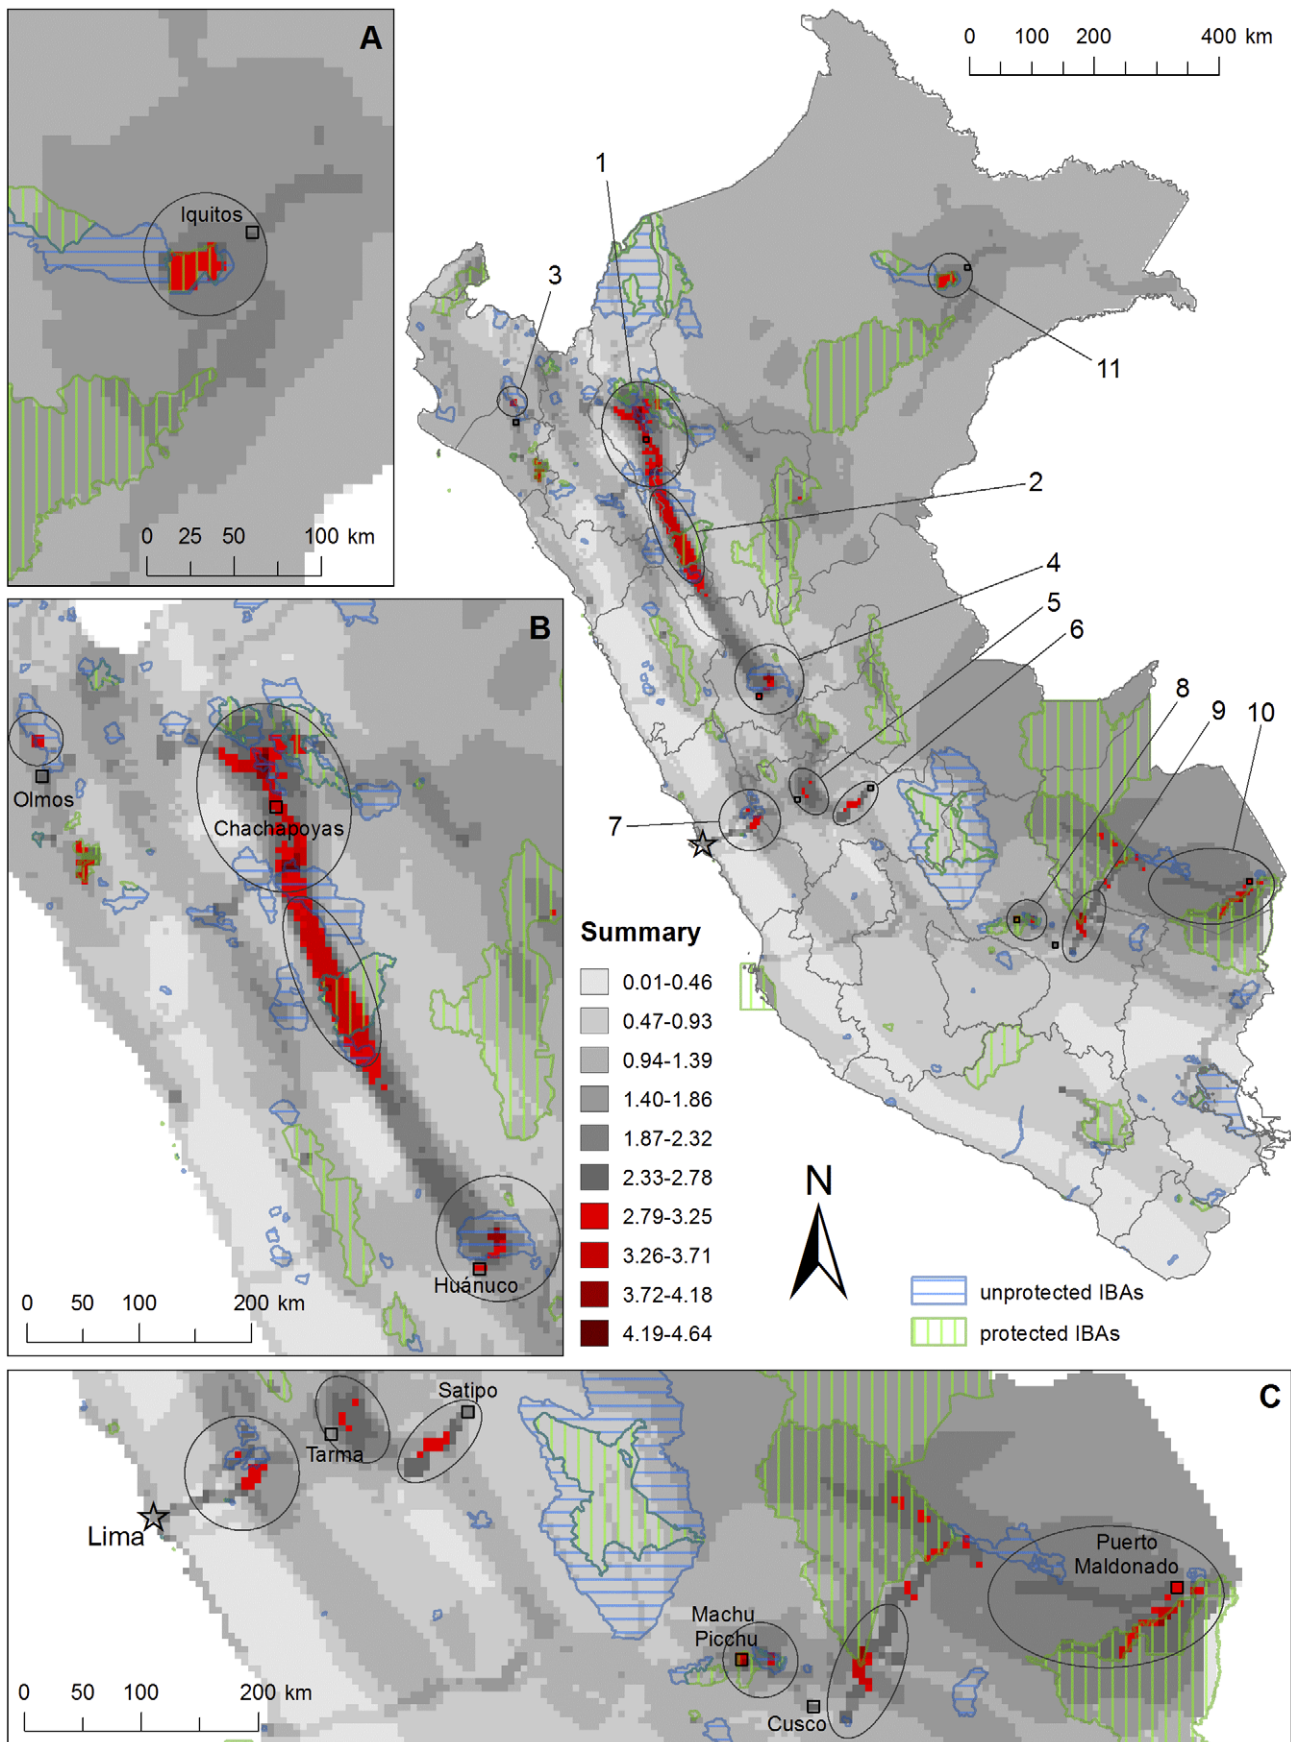 A
Iquitos
0 25 50 100 km
0 100 200 400 km
1
3
11
2
4
5
6
8
9
10
7
B
Olmos
Chachapoyas
Huánuco
0 50 100 200 km
Summary
0.01-0.46
0.47-0.93
0.94-1.39
1.40-1.86
1.87-2.32
2.33-2.78
2.79-3.25
3.26-3.71
3.72-4.18
4.19-4.64
N
unprotected IBAs
protected IBAs
C
Satipo
Tarma
Lima
Puerto
Maldonado
Machu
Picchu
Cusco
0 50 100 200 km